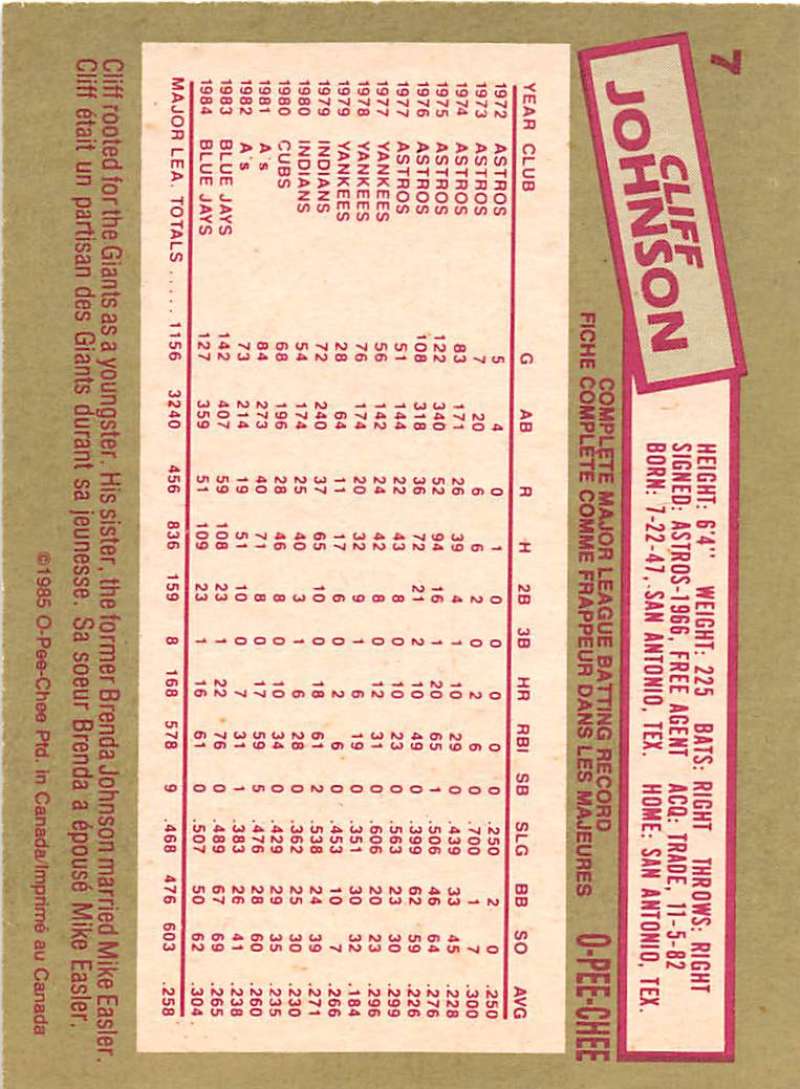 7
CLIFF
JOHNSON
HEIGHT: 6'4" WEIGHT: 225 BATS: RIGHT THROWS: RIGHT
SIGNED: ASTROS-1966, FREE AGENT ACQ: TRADE, 11-5-82
BORN: 7-22-47, SAN ANTONIO, TEX. HOME: SAN ANTONIO, TEX.
COMPLETE MAJOR LEAGUE BATTING RECORD
FICHE COMPLÈTE COMME FRAPPEUR DANS LES MAJEURES O-PEE-CHEE
YEAR CLUB G AB R H 2B 3B HR RBI SB SLG BB SO AVG
1972 ASTROS 5 4 0 1 0 0 0 0 0 .250 2 0 .250
1973 ASTROS 7 20 6 6 2 0 2 6 0 .700 1 7 .300
1974 ASTROS 83 171 26 39 4 1 10 29 0 .439 33 45 .228
1975 ASTROS 122 340 52 94 16 1 20 65 1 .506 46 64 .276
1976 ASTROS 108 318 36 72 21 2 10 49 0 .399 62 59 .226
1977 ASTROS 51 144 22 43 8 0 10 23 0 .563 23 30 .299
1977 YANKEES 56 142 24 42 8 0 12 31 0 .606 20 23 .296
1978 YANKEES 76 174 20 32 9 1 6 19 0 .351 30 32 .184
1979 YANKEES 28 64 11 17 6 0 2 6 0 .453 10 7 .266
1979 INDIANS 72 240 37 65 10 0 18 61 2 .538 24 39 .271
1980 INDIANS 54 174 25 40 3 1 6 28 0 .362 25 30 .230
1980 CUBS 68 196 28 46 8 0 10 34 0 .429 29 35 .235
1981 A's 84 273 40 71 8 0 17 59 5 .476 28 60 .260
1982 A's 73 214 19 51 10 0 7 31 1 .383 26 41 .238
1983 BLUE JAYS 142 407 59 108 23 1 22 76 0 .489 67 69 .265
1984 BLUE JAYS 127 359 51 109 23 1 16 61 0 .507 50 62 .304
MAJOR LEA. TOTALS ..... 1156 3240 456 836 159 8 168 578 9 .468 476 603 .258
Cliff rooted for the Giants as a youngster. His sister, the former Brenda Johnson married Mike Easler.
Cliff était un partisan des Giants durant sa jeunesse. Sa soeur Brenda a épousé Mike Easler.
©1985 O-Pee-Chee Ptd. in Canada/Imprimé au Canada